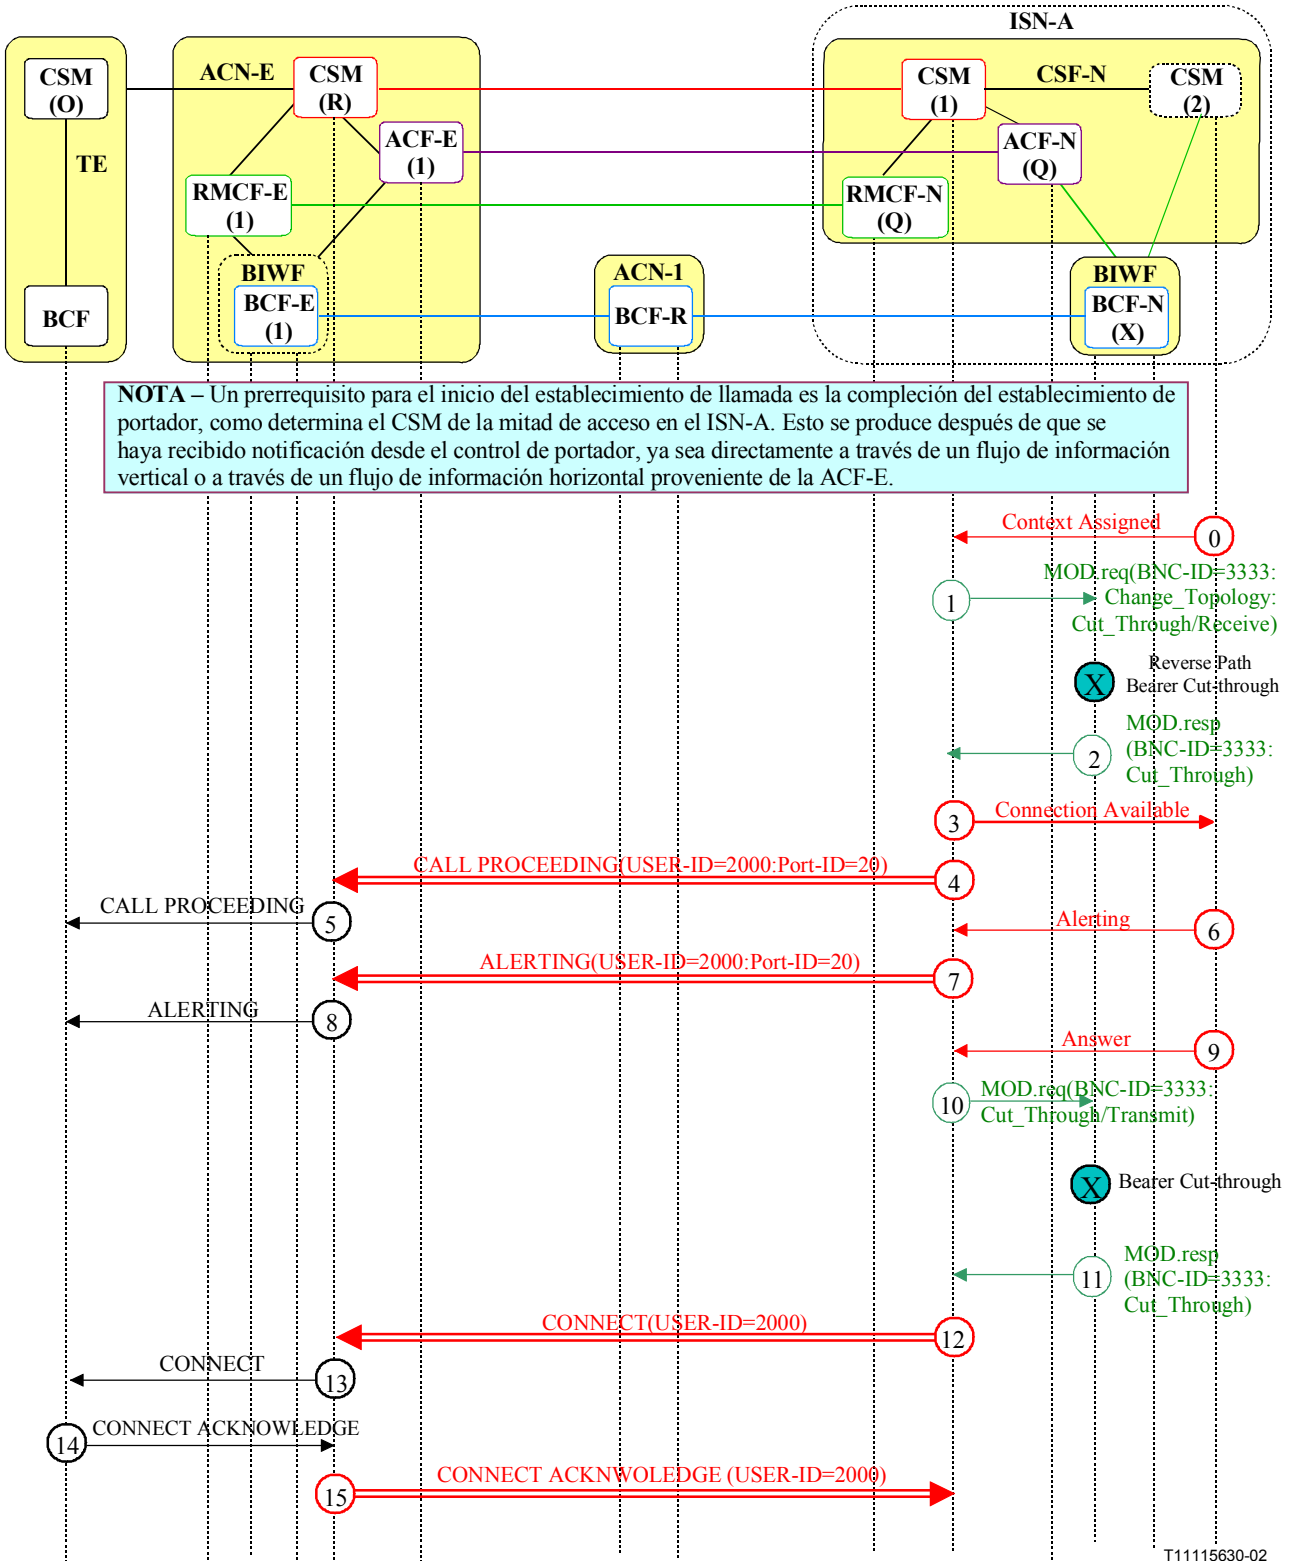 ISN-A
CSM
(O)
TE
BCF
ACN-E
CSM
(R)
ACF-E
(1)
RMCF-E
(1)
BIWF
BCF-E
(1)
ACN-1
BCF-R
CSM
(1)
CSF-N
CSM
(2)
ACF-N
(Q)
RMCF-N
(Q)
BIWF
BCF-N
(X)
NOTA – Un prerrequisito para el inicio del establecimiento de llamada es la compleción del establecimiento de
portador, como determina el CSM de la mitad de acceso en el ISN-A. Esto se produce después de que se
haya recibido notificación desde el control de portador, ya sea directamente a través de un flujo de información
vertical o a través de un flujo de información horizontal proveniente de la ACF-E.
Context Assigned
0
MOD.req(BNC-ID=3333:
Change_Topology:
Cut_Through/Receive)
1
X
Reverse Path
Bearer Cut-through
MOD.resp
(BNC-ID=3333:
Cut_Through)
2
Connection Available
3
CALL PROCEEDING(USER-ID=2000:Port-ID=20)
4
CALL PROCEEDING
5
Alerting
6
ALERTING(USER-ID=2000:Port-ID=20)
7
ALERTING
8
Answer
9
MOD.req(BNC-ID=3333:
Cut_Through/Transmit)
10
X
Bearer Cut-through
MOD.resp
(BNC-ID=3333:
Cut_Through)
11
CONNECT(USER-ID=2000)
12
CONNECT
13
CONNECT ACKNOWLEDGE
14
CONNECT ACKNWOLEDGE (USER-ID=2000)
15
T11115630-02